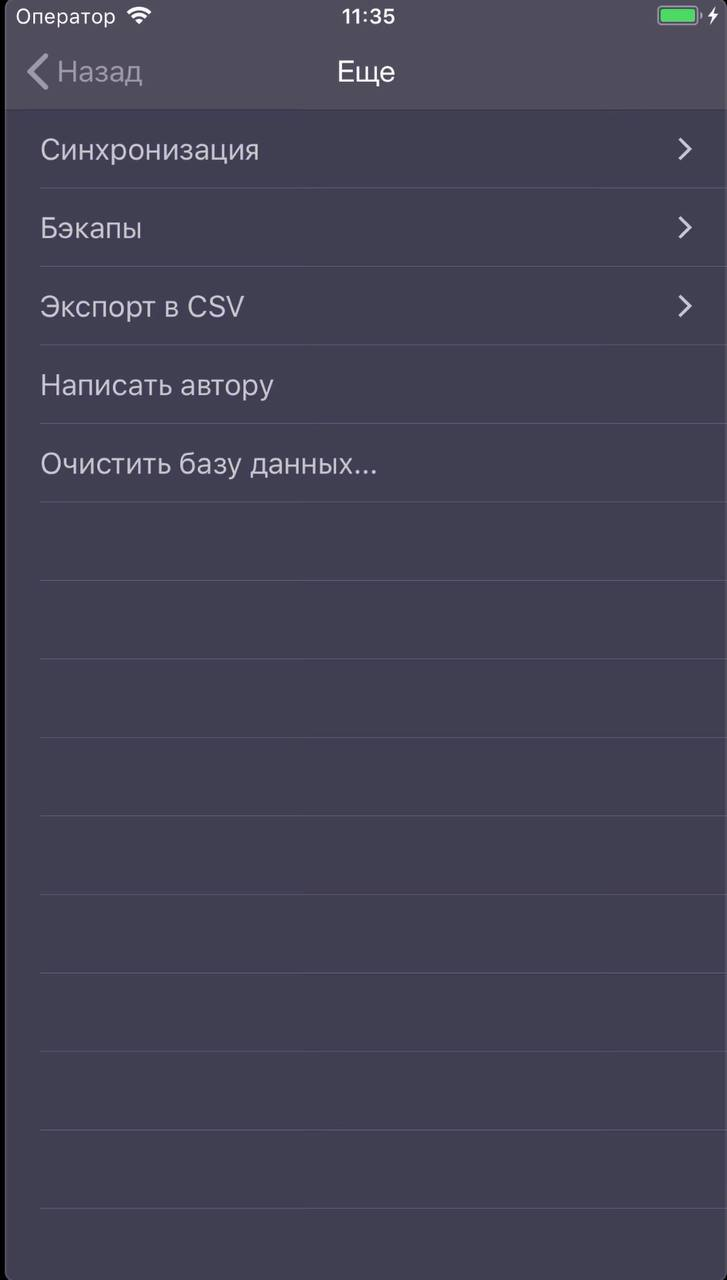 Оператор 11:35
Назад Еще
Синхронизация
Бэкапы
Экспорт в CSV
Написать автору
Очистить базу данных...